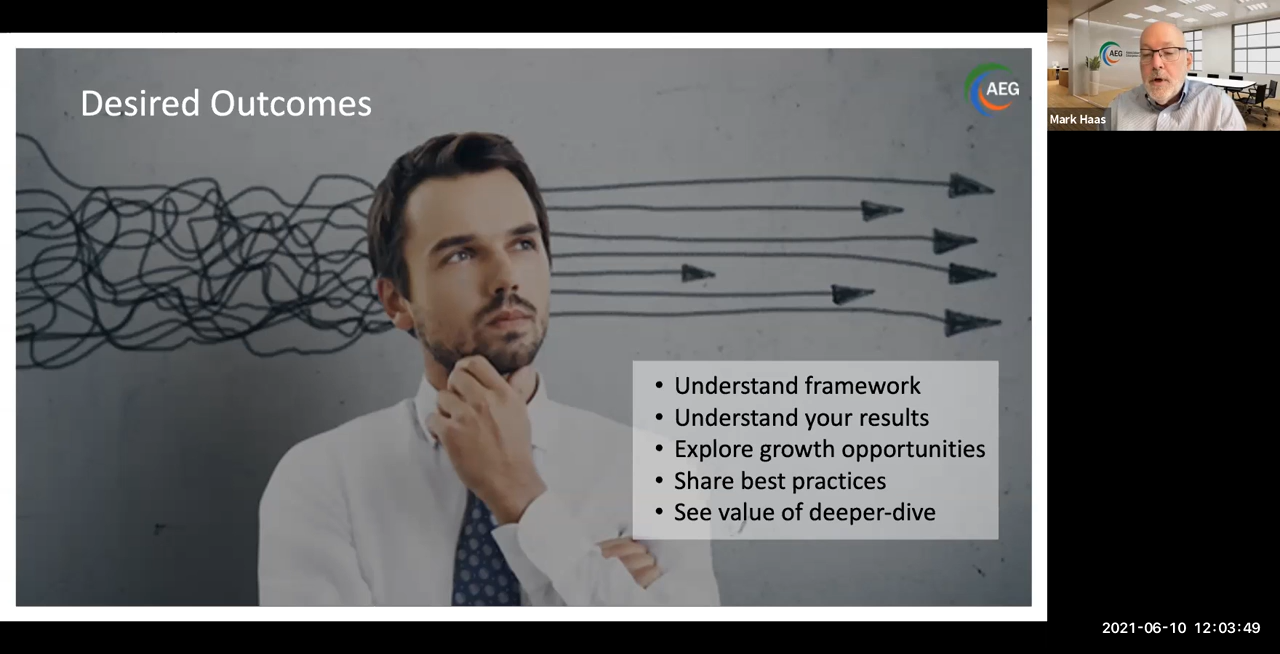 Desired Outcomes
AEG
• Understand framework
• Understand your results
• Explore growth opportunities
• Share best practices
• See value of deeper-dive
AEG
Mark Haas
2021-06-10 12:03:49